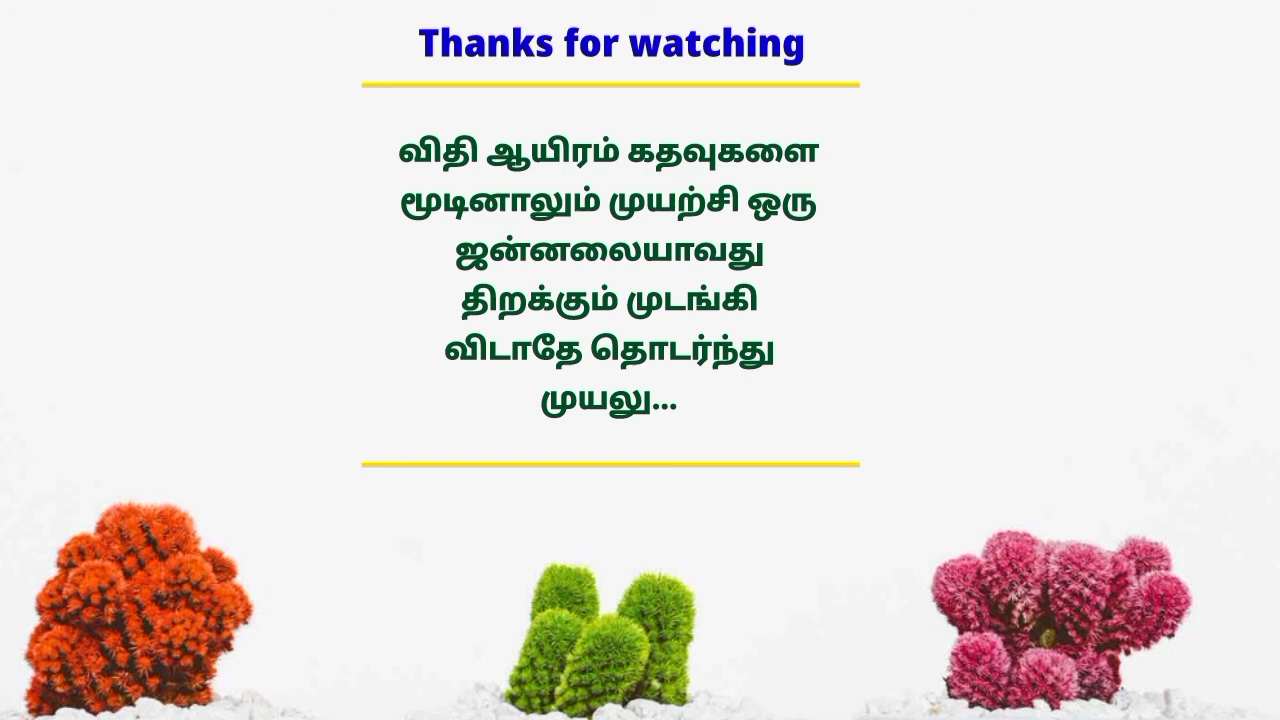 Thanks for watching
விதி ஆயிரம் கதவுகளை
மூடினாலும் முயற்சி ஒரு
ஜன்னலையாவது
திறக்கும் முடங்கி
விடாதே தொடர்ந்து
முயலு...